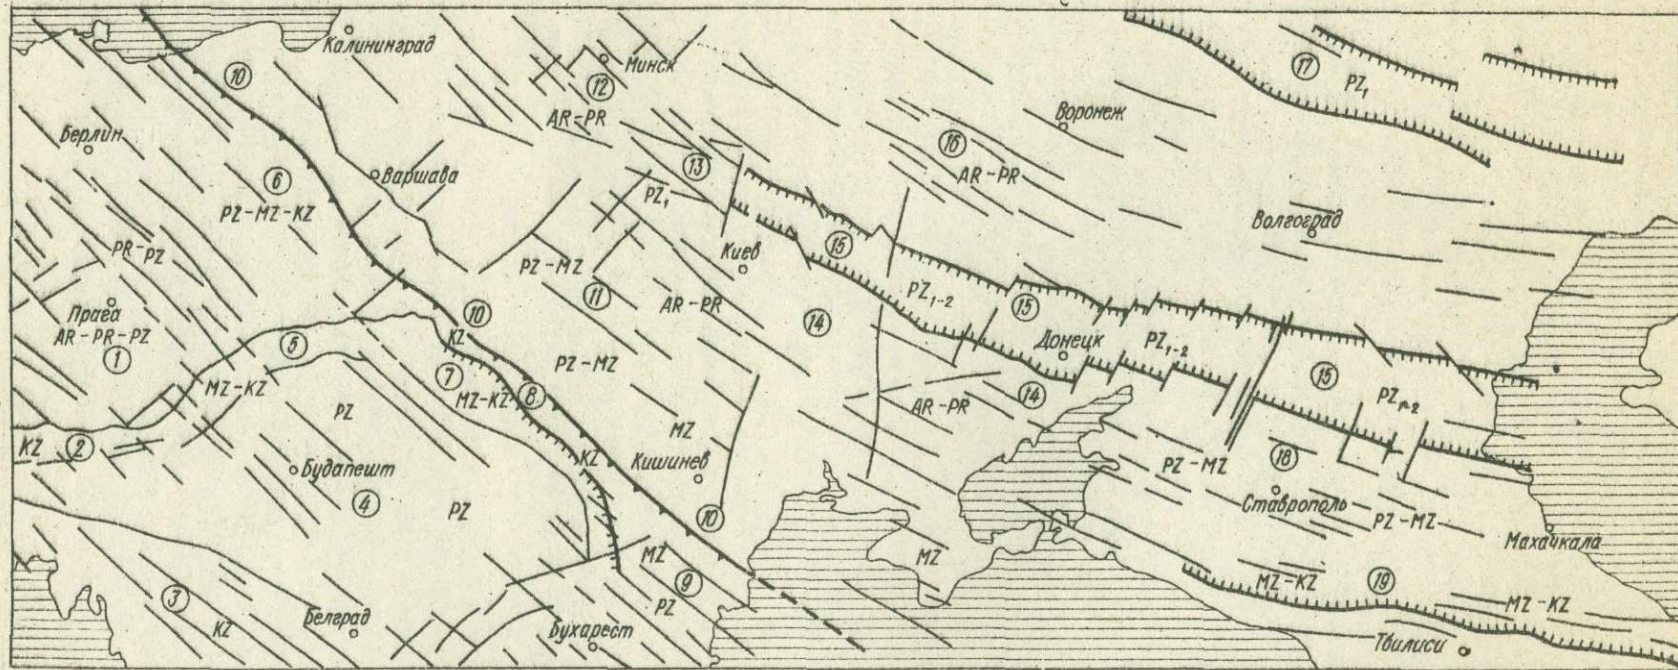 Калининград
Минск
10
12
17
PZ₁
Воронеж
AR-PR
Берлин
16
13
Варшава
6
AR-PR
PZ₁
PZ-MZ-KZ
Волгоград
PR-PZ
15
Киев
PZ-MZ
11
AR-PR
PZ₁₋₂
15
Прага
10
14
AR-PR-PZ
KZ
Донецк
PZ₁₋₂
1
5
PZ-MZ
7
15
MZ-KZ
8
14
MZ-KZ
PZ
AR-PR
MZ
KZ
2
KZ
Кишинев
PZ-MZ
18
Будапешт
4
Ставрополь
PZ
10
PZ-MZ
Махачкала
MZ
MZ
9
MZ-KZ
19
3
PZ
MZ-KZ
Белград
KZ
Бухарест
Тбилиси